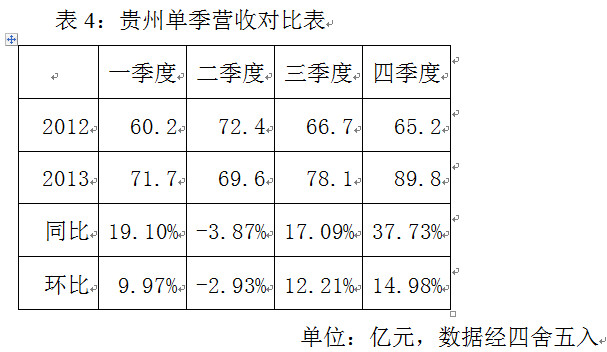 表 4：贵州单季营收对比表
一季度 二季度 三季度 四季度
2012 60.2 72.4 66.7 65.2
2013 71.7 69.6 78.1 89.8
同比 19.10% -3.87% 17.09% 37.73%
环比 9.97% -2.93% 12.21% 14.98%
单位：亿元，数据经四舍五入